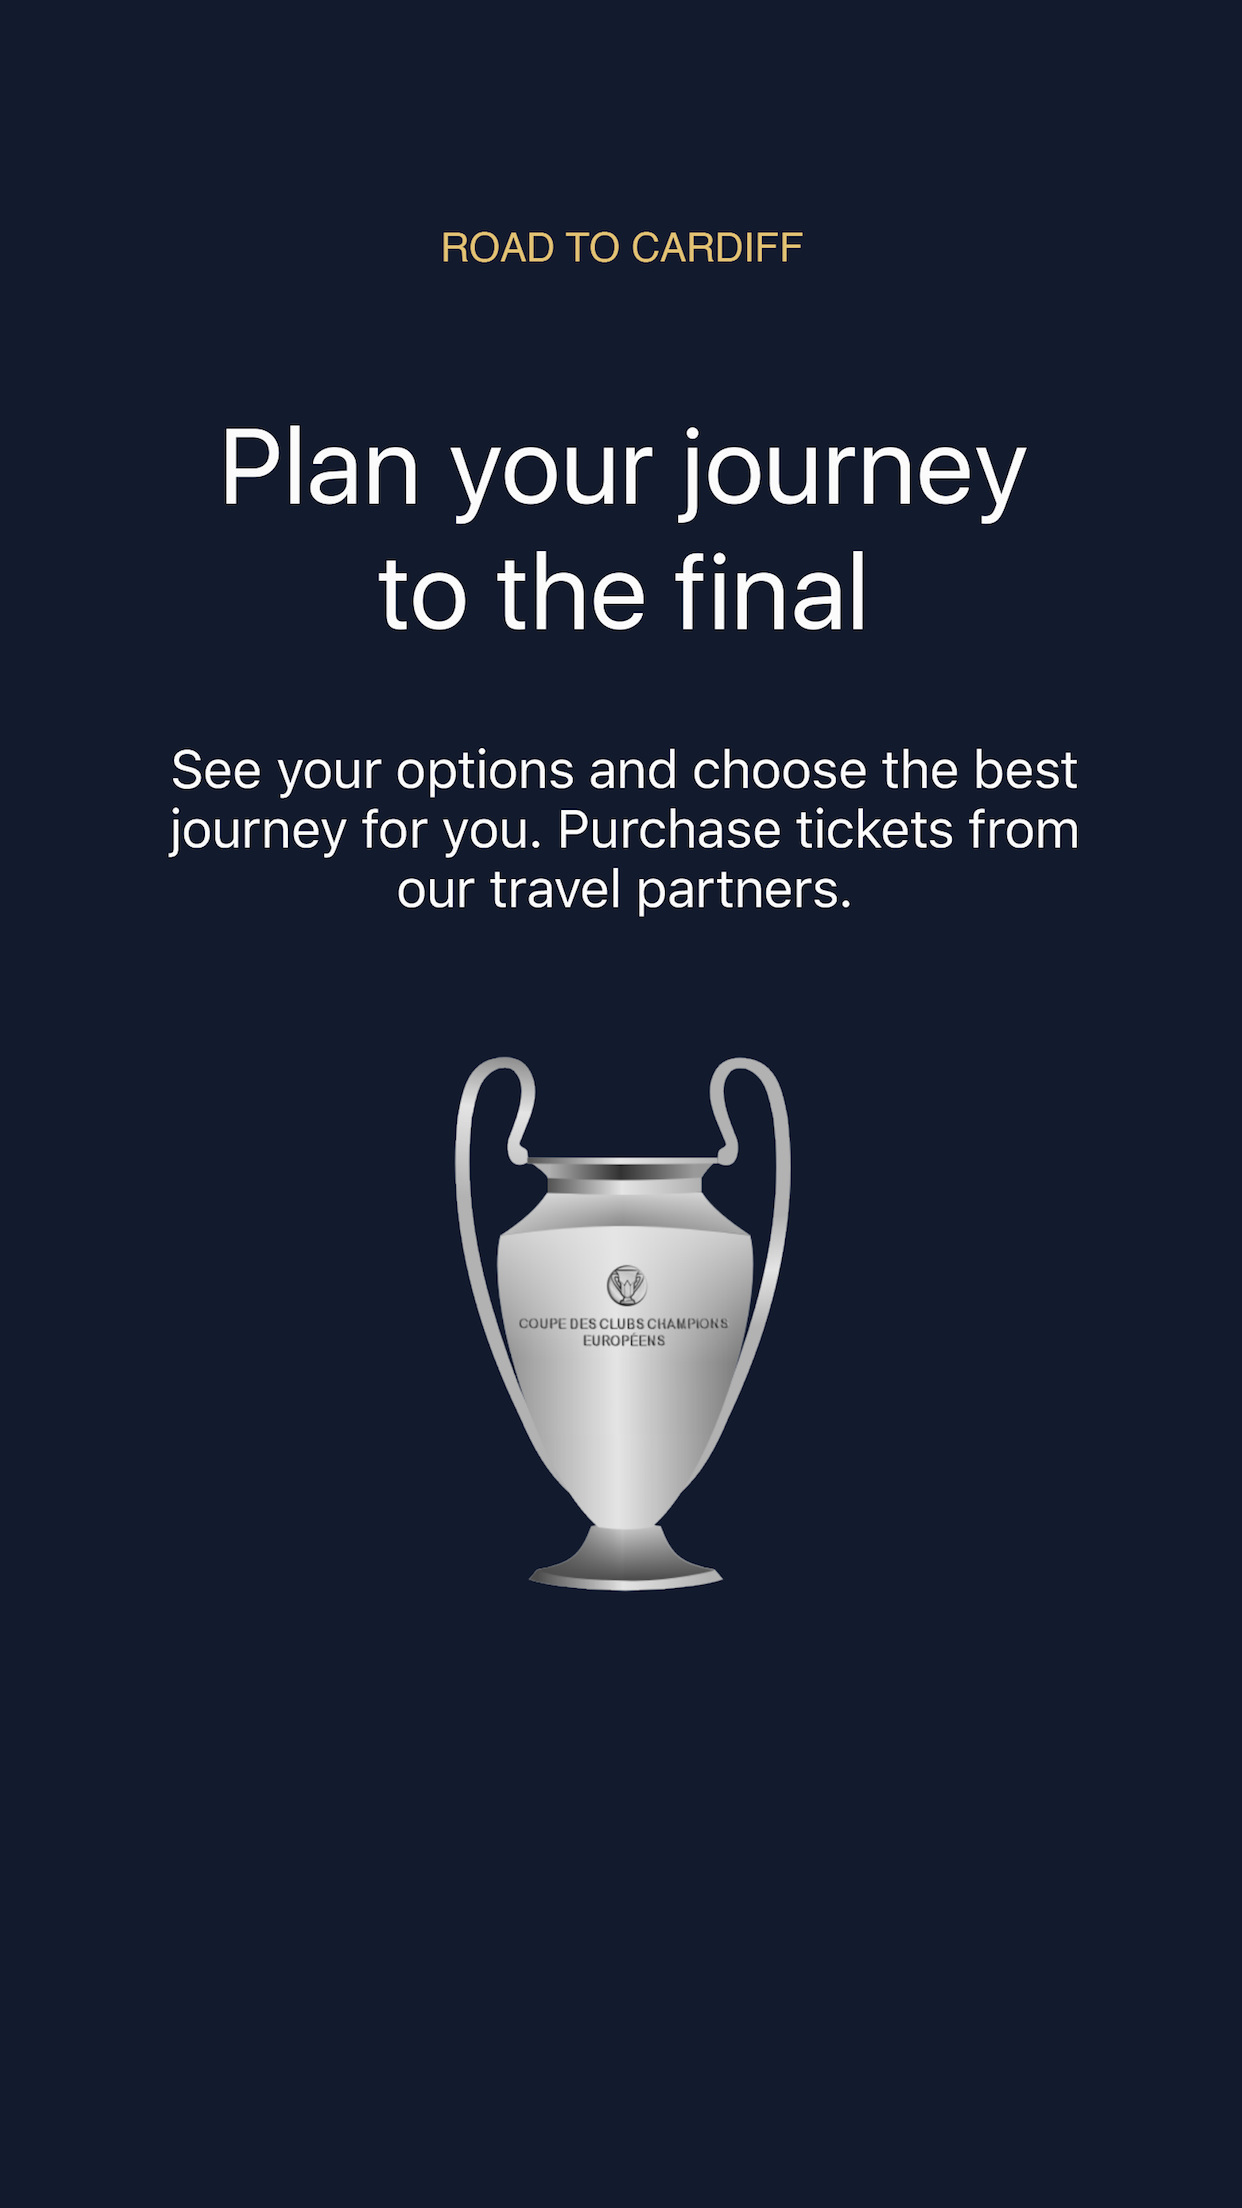 ROAD TO CARDIFF
Plan your journey
to the final
See your options and choose the best
journey for you. Purchase tickets from
our travel partners.
COUPE DES CLUBS CHAMPIONS
EUROPÉENS